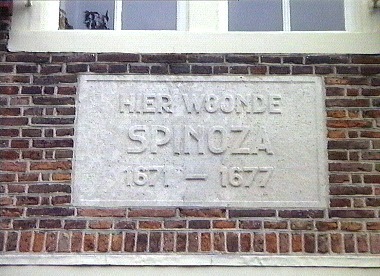 HIER WOONDE
SPINOZA
1671 — 1677